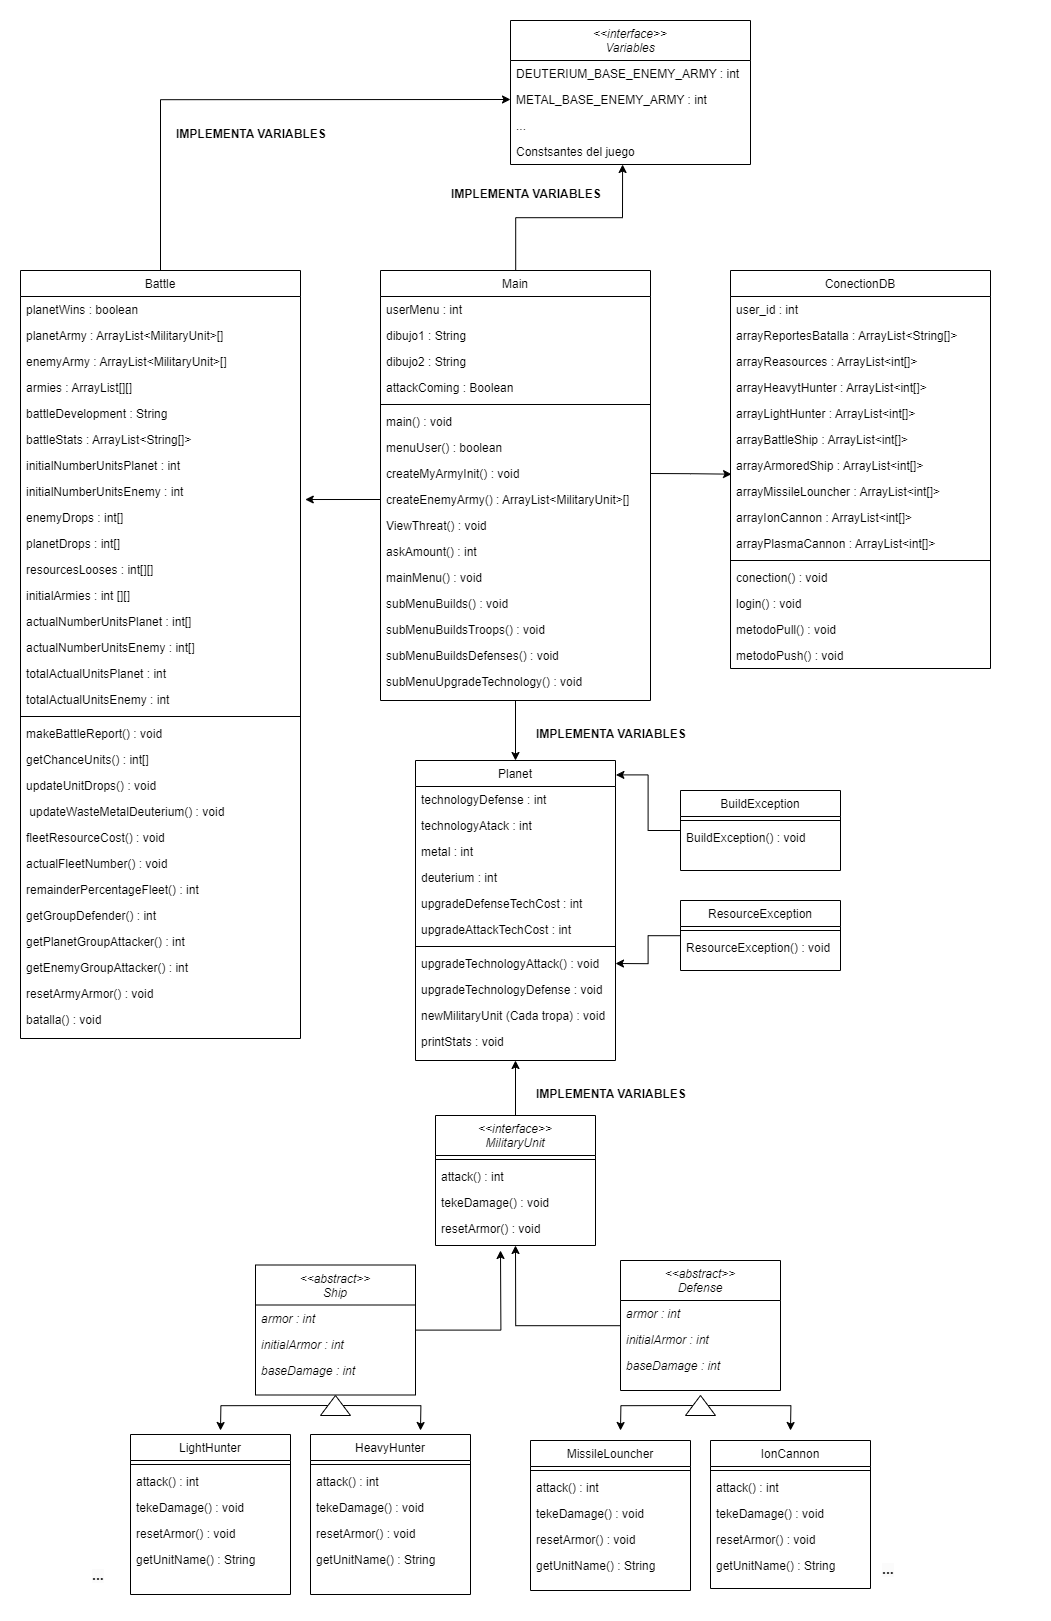 <<interface>>
Variables
DEUTERIUM_BASE_ENEMY_ARMY : int
METAL_BASE_ENEMY_ARMY : int
...
Constsantes del juego
IMPLEMENTA VARIABLES
IMPLEMENTA VARIABLES
Battle
planetWins : boolean
planetArmy : ArrayList<MilitaryUnit>[]
enemyArmy : ArrayList<MilitaryUnit>[]
armies : ArrayList[][]
battleDevelopment : String
battleStats : ArrayList<String[]>
initialNumberUnitsPlanet : int
initialNumberUnitsEnemy : int
enemyDrops : int[]
planetDrops : int[]
resourcesLooses : int[][]
initialArmies : int [][]
actualNumberUnitsPlanet : int[]
actualNumberUnitsEnemy : int[]
totalActualUnitsPlanet : int
totalActualUnitsEnemy : int
makeBattleReport() : void
getChanceUnits() : int[]
updateUnitDrops() : void
updateWasteMetalDeuterium() : void
fleetResourceCost() : void
actualFleetNumber() : void
remainderPercentageFleet() : int
getGroupDefender() : int
getPlanetGroupAttacker() : int
getEnemyGroupAttacker() : int
resetArmyArmor() : void
batalla() : void
Main
userMenu : int
dibujo1 : String
dibujo2 : String
attackComing : Boolean
main() : void
menuUser() : boolean
createMyArmyInit() : void
createEnemyArmy() : ArrayList<MilitaryUnit>[]
ViewThreat() : void
askAmount() : int
mainMenu() : void
subMenuBuilds() : void
subMenuBuildsTroops() : void
subMenuBuildsDefenses() : void
subMenuUpgradeTechnology() : void
ConectionDB
user_id : int
arrayReportesBatalla : ArrayList<String[]>
arrayReasources : ArrayList<int[]>
arrayHeavytHunter : ArrayList<int[]>
arrayLightHunter : ArrayList<int[]>
arrayBattleShip : ArrayList<int[]>
arrayArmoredShip : ArrayList<int[]>
arrayMissileLouncher : ArrayList<int[]>
arrayIonCannon : ArrayList<int[]>
arrayPlasmaCannon : ArrayList<int[]>
conection() : void
login() : void
metodoPull() : void
metodoPush() : void
IMPLEMENTA VARIABLES
Planet
technologyDefense : int
technologyAtack : int
metal : int
deuterium : int
upgradeDefenseTechCost : int
upgradeAttackTechCost : int
upgradeTechnologyAttack() : void
upgradeTechnologyDefense : void
newMilitaryUnit (Cada tropa) : void
printStats : void
BuildException
BuildException() : void
ResourceException
ResourceException() : void
IMPLEMENTA VARIABLES
<<interface>>
MilitaryUnit
attack() : int
tekeDamage() : void
resetArmor() : void
<<abstract>>
Ship
armor : int
initialArmor : int
baseDamage : int
<<abstract>>
Defense
armor : int
initialArmor : int
baseDamage : int
LightHunter
attack() : int
tekeDamage() : void
resetArmor() : void
getUnitName() : String
HeavyHunter
attack() : int
tekeDamage() : void
resetArmor() : void
getUnitName() : String
MissileLouncher
attack() : int
tekeDamage() : void
resetArmor() : void
getUnitName() : String
IonCannon
attack() : int
tekeDamage() : void
resetArmor() : void
getUnitName() : String
...
...